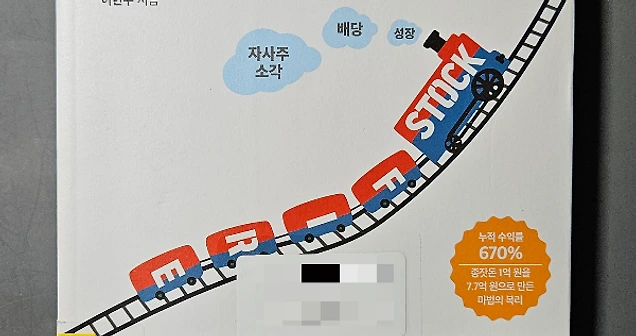 배당
성장
자사주
소각
STOCK
F
I
R
E
누적 수익률
670%
종잣돈 1억 원을
7.7억 원으로 만든
마법의 복리